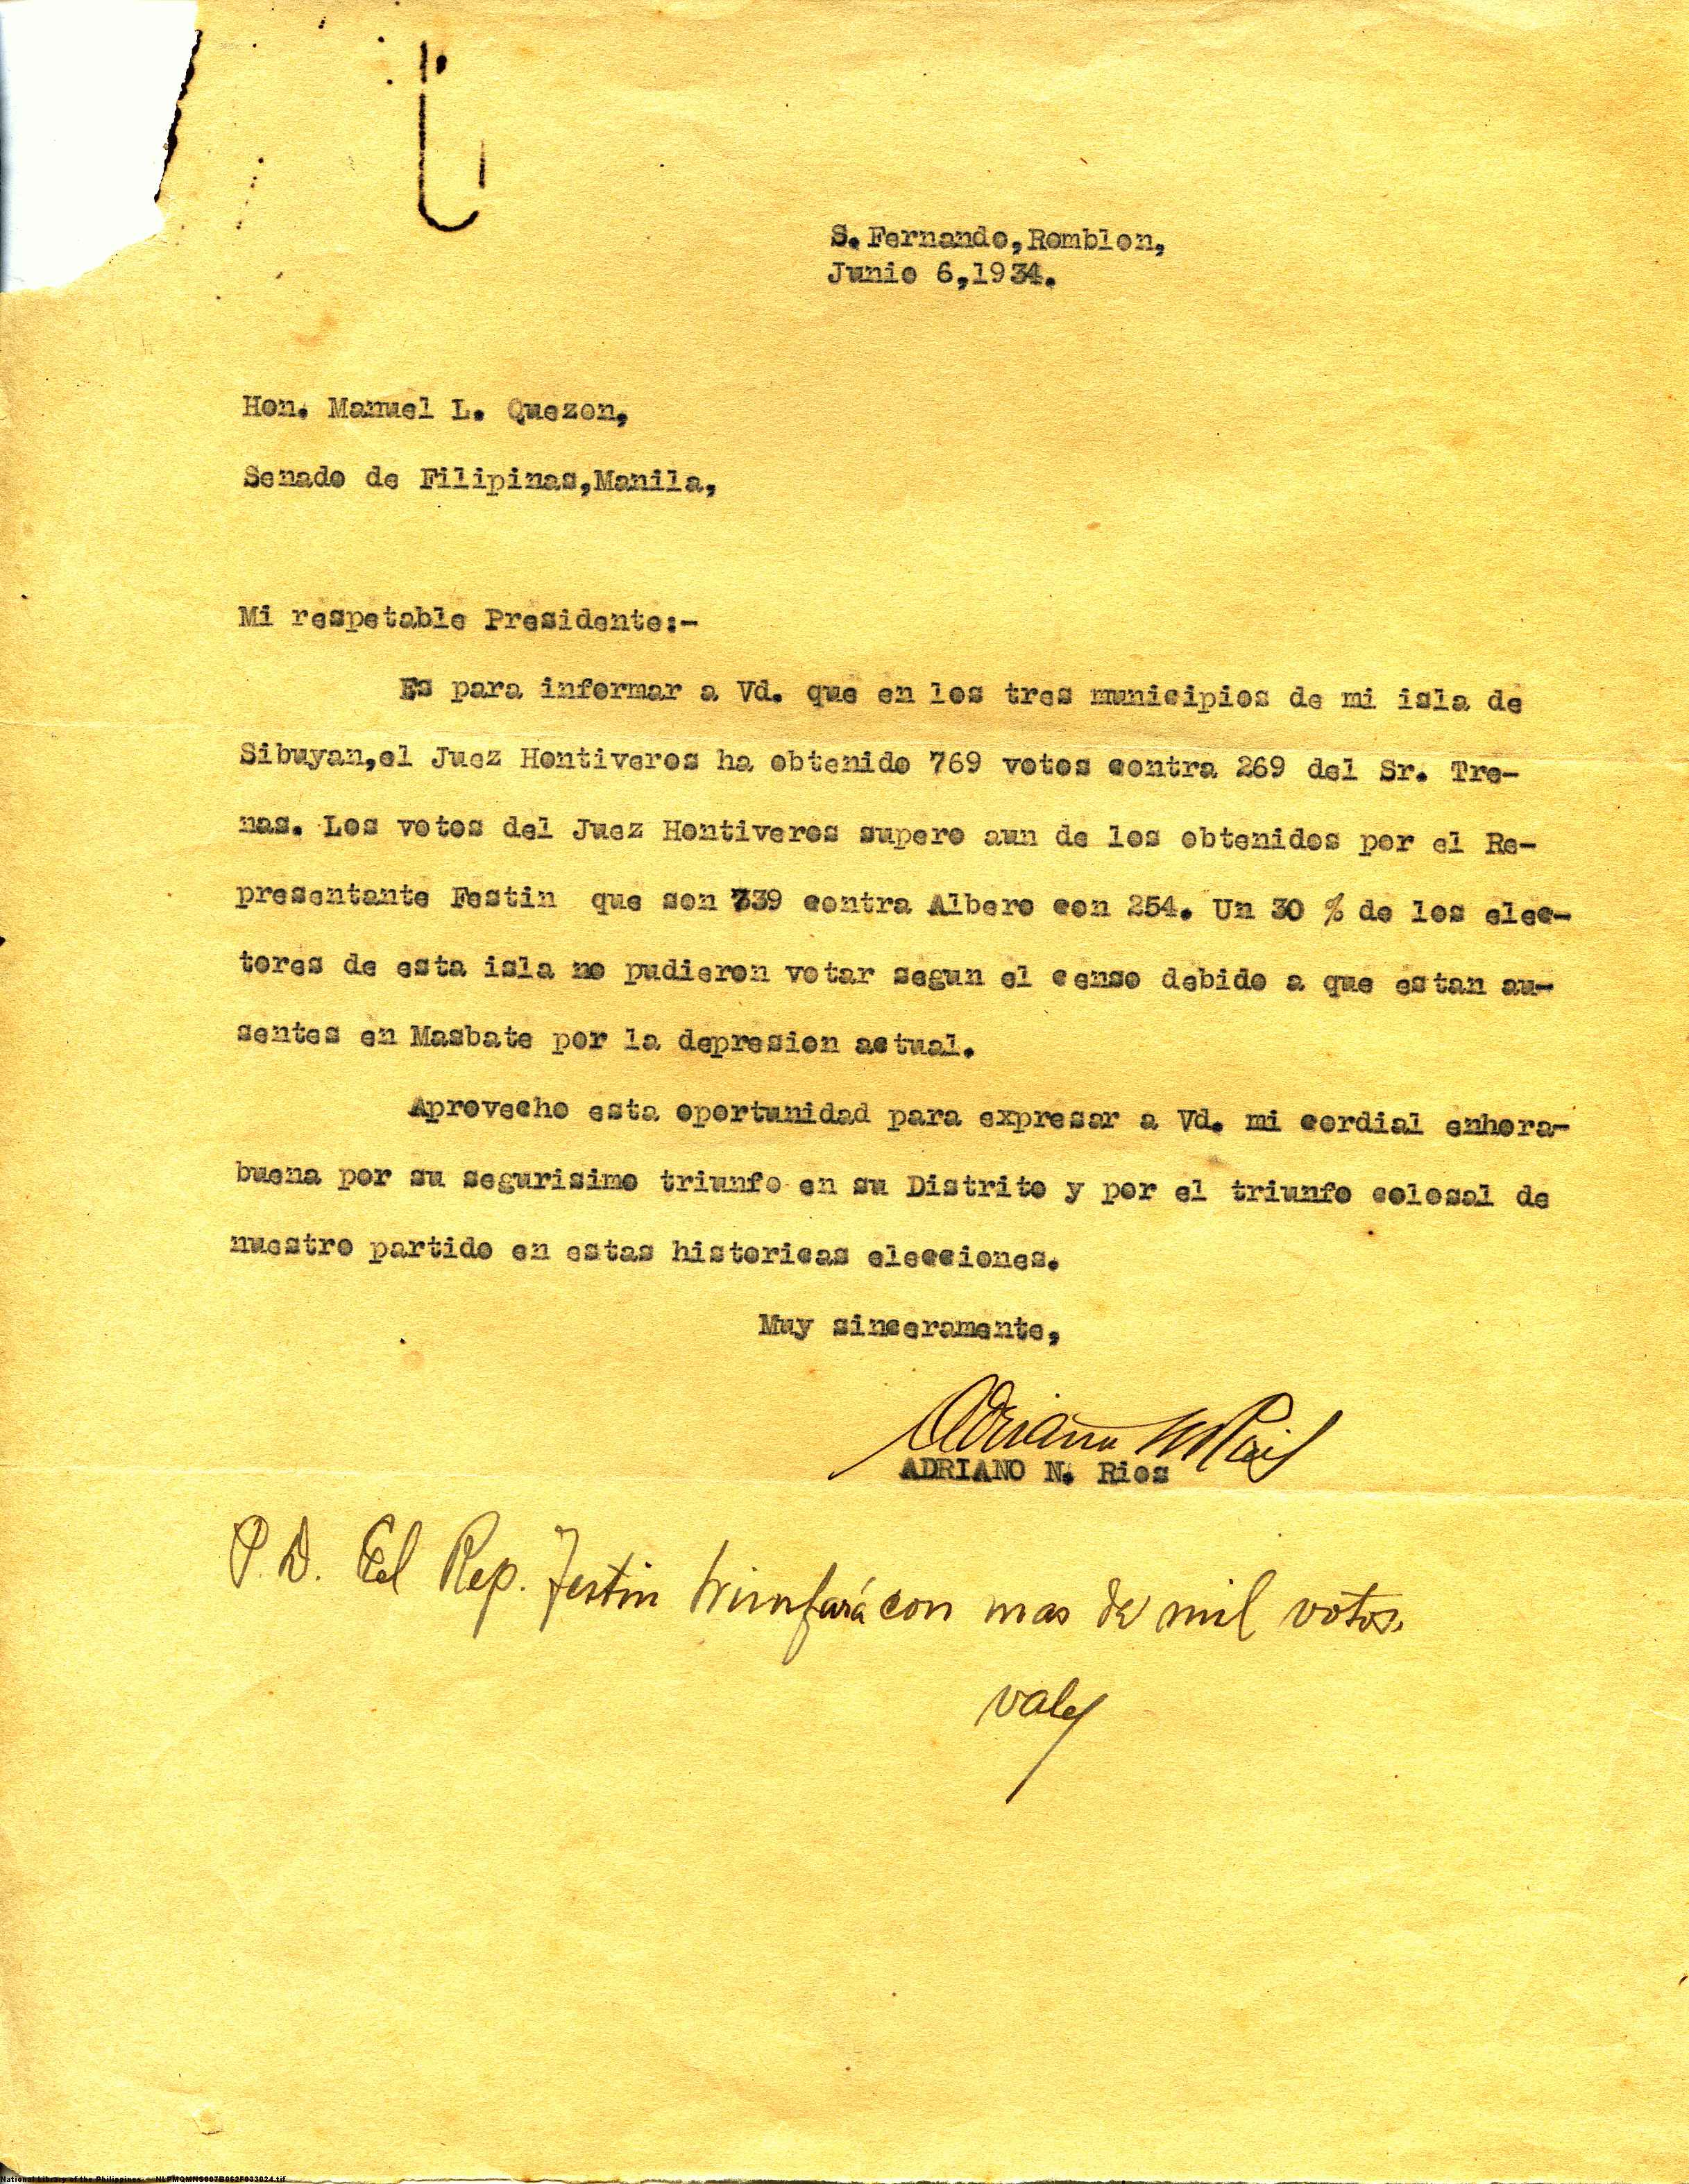 S. Fernando, Romblon,
Junio 6, 1934.
Hon. Manuel L. Quezon,
Senado de Filipinas, Manila,
Mi respetable Presidente:-
Es para informar a Vd. que en los tres municipios de mi isla de
Sibuyan, el Juez Hontiveros ha obtenido 769 votos contra 269 del Sr. Tre-
nas. Los votos del Juez Hontiveros supero aun de los obtenidos por el Re-
presentante Festin que son 739 contra Albero con 254. Un 30 % de los elec-
tores de esta isla no pudieron votar segun el censo debido a que estan au-
sentes en Masbate por la depresion actual.
Aprovecho esta oportunidad para expresar a Vd. mi cordial enhora-
buena por su segurisimo triunfo en su Distrito y por el triunfo colosal de
nuestro partido en estas historicas elecciones.
Muy sinceramente,
ADRIANO N. Rios
P.D. El Rep. Festin triunfará con mas de mil votos.
Vale
National Library of the Philippines